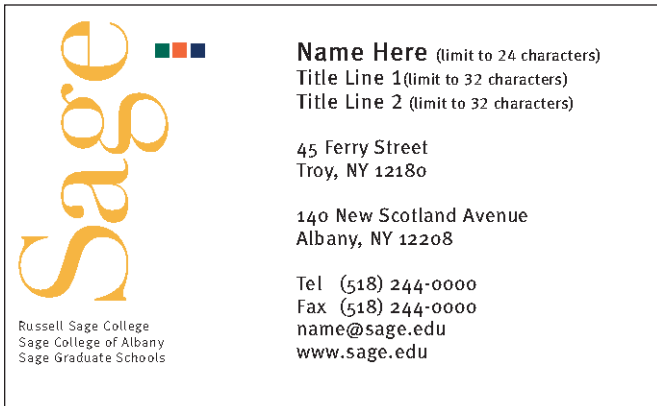 Sage
Russell Sage College
Sage College of Albany
Sage Graduate Schools
Name Here (limit to 24 characters)
Title Line 1(limit to 32 characters)
Title Line 2 (limit to 32 characters)
45 Ferry Street
Troy, NY 12180
140 New Scotland Avenue
Albany, NY 12208
Tel (518) 244-0000
Fax (518) 244-0000
name@sage.edu
www.sage.edu